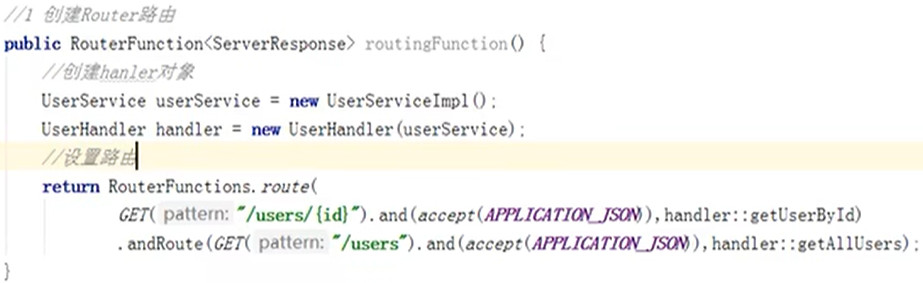 //1 创建Router路由
public RouterFunction<ServerResponse> routingFunction() {
//创建hanler对象
UserService userService = new UserServiceImpl();
UserHandler handler = new UserHandler(userService);
//设置路由
return RouterFunctions.route(
GET( pattern: "/users/{id}").and(accept(APPLICATION_JSON)),handler::getUserById)
.andRoute(GET( pattern: "/users").and(accept(APPLICATION_JSON)),handler::getAllUsers);
}